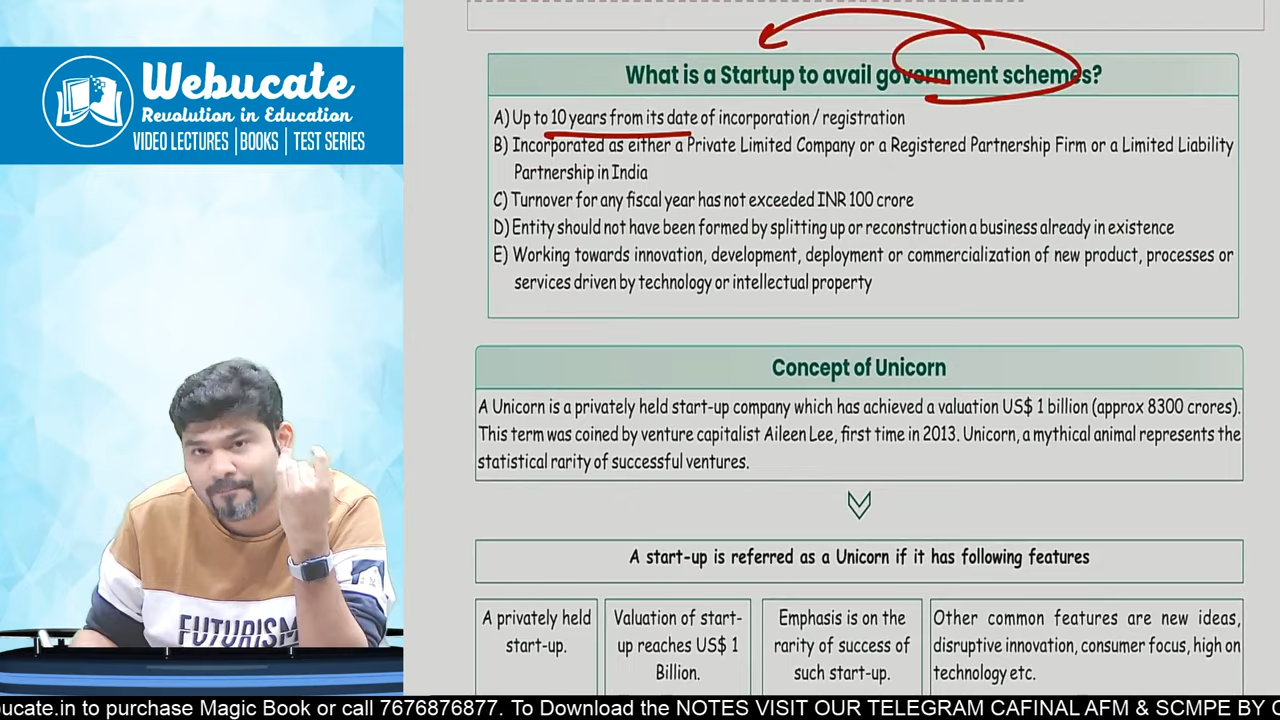 Webucate
Revolution in Education
VIDEO LECTURES | BOOKS | TEST SERIES
What is a Startup to avail government schemes?
A) Up to 10 years from its date of incorporation / registration
B) Incorporated as either a Private Limited Company or a Registered Partnership Firm or a Limited Liability
Partnership in India
C) Turnover for any fiscal year has not exceeded INR 100 crore
D) Entity should not have been formed by splitting up or reconstruction a business already in existence
E) Working towards innovation, development, deployment or commercialization of new product, processes or
services driven by technology or intellectual property
Concept of Unicorn
A Unicorn is a privately held start-up company which has achieved a valuation US$ 1 billion (approx 8300 crores).
This term was coined by venture capitalist Aileen Lee, first time in 2013. Unicorn, a mythical animal represents the
statistical rarity of successful ventures.
A start-up is referred as a Unicorn if it has following features
A privately held
start-up.
Valuation of start-
up reaches US$ 1
Billion.
Emphasis is on the
rarity of success of
such start-up.
Other common features are new ideas,
disruptive innovation, consumer focus, high on
technology etc.
FUTURISM
ucate.in to purchase Magic Book or call 7676876877. To Download the NOTES VISIT OUR TELEGRAM CAFINAL AFM & SCMPE BY